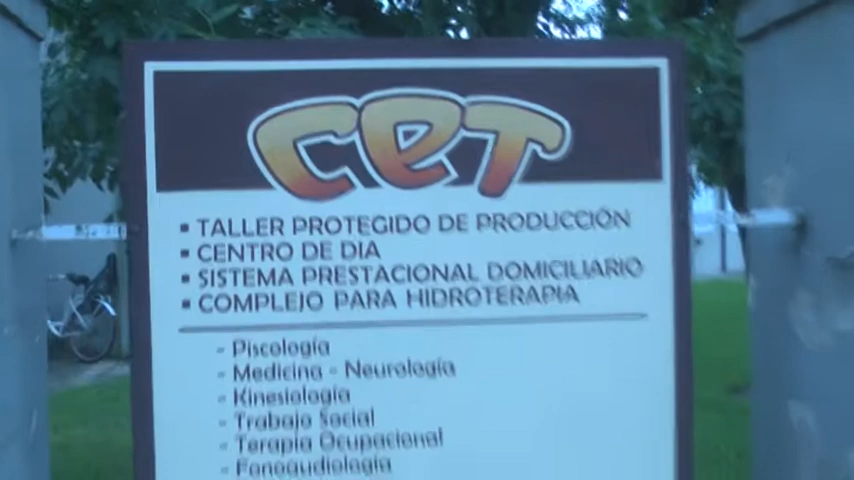 CeT
▪ TALLER PROTEGIDO DE PRODUCCIÓN
▪ CENTRO DE DIA
▪ SISTEMA PRESTACIONAL DOMICILIARIO
▪ COMPLEJO PARA HIDROTERAPIA
- Piscología
- Medicina - Neurología
- Kinesiología
- Trabajo Social
- Terapia Ocupacional
- Fonoaudiología